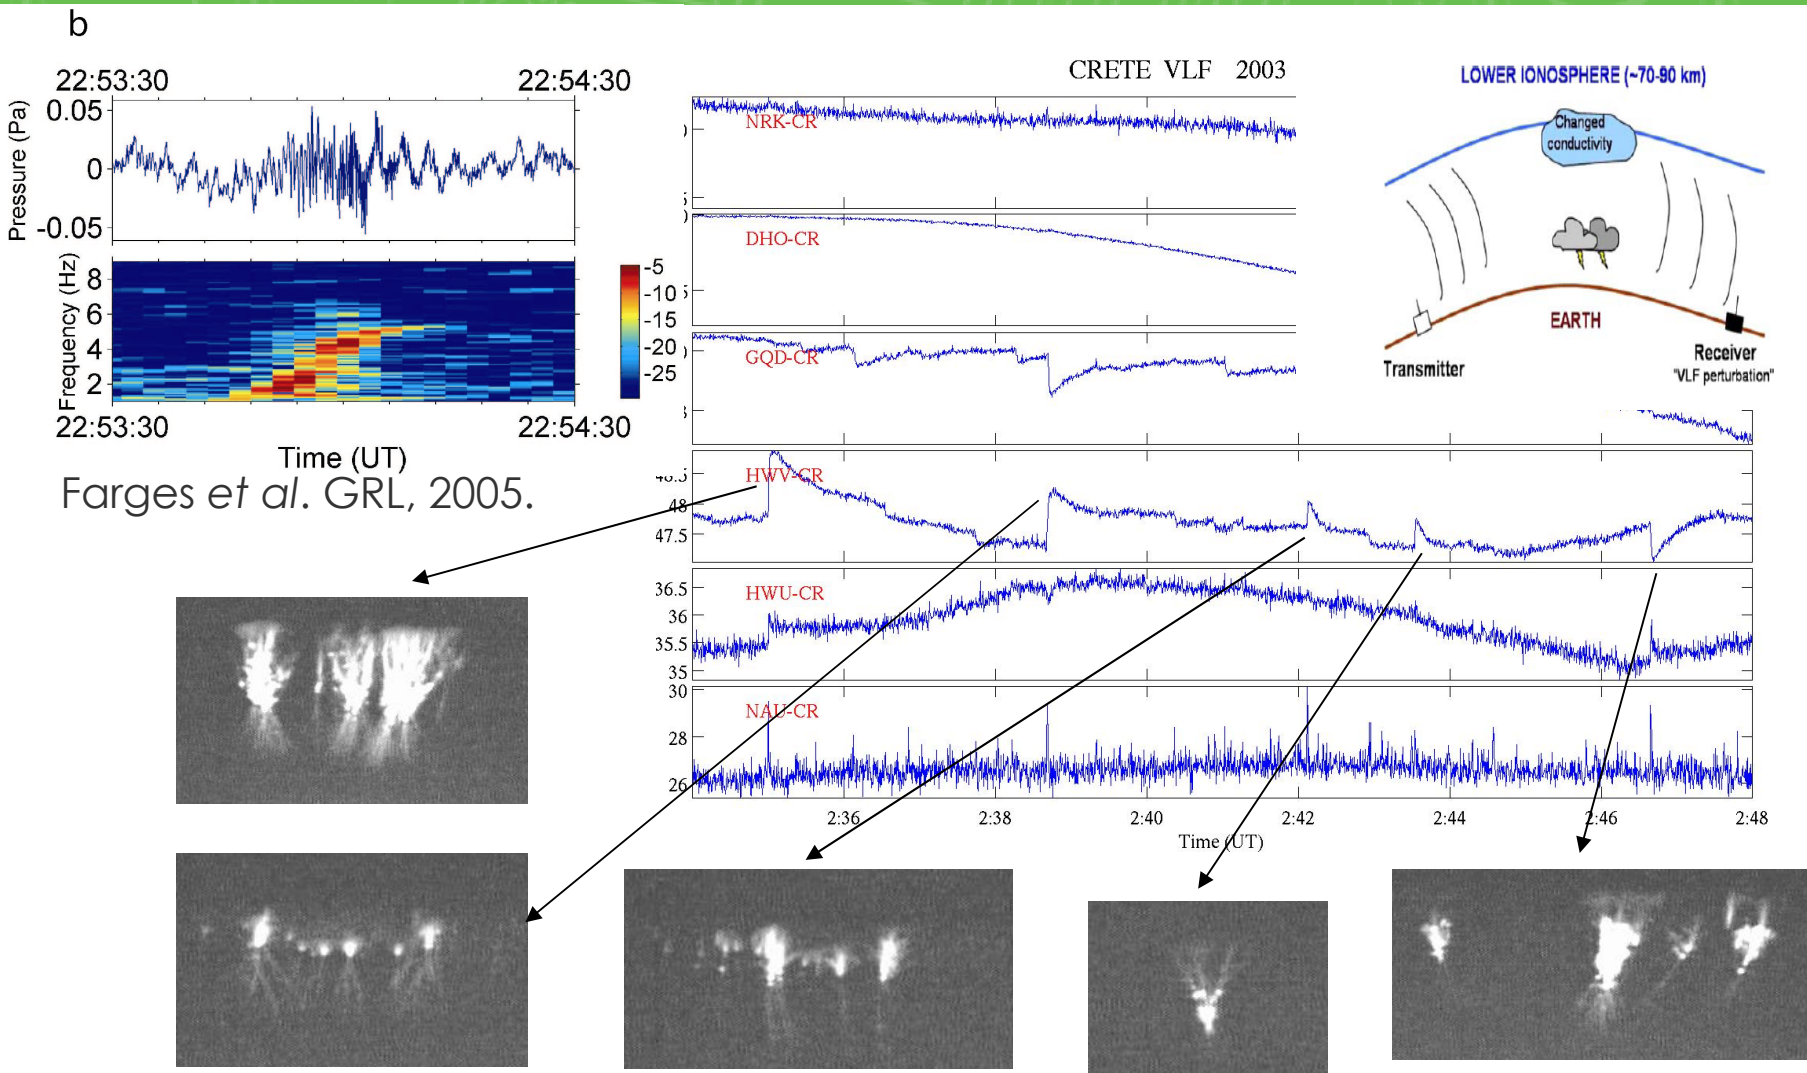 b
22:53:30 22:54:30
Pressure (Pa)
0.05
0
-0.05
Frequency (Hz)
8
6
4
2
-5
-10
-15
-20
-25
22:53:30 22:54:30
Time (UT)
Farges et al. GRL, 2005.
CRETE VLF 2003
NRK-CR
DHO-CR
GQD-CR
HWV-CR
48
47.5
HWU-CR
36.5
36
35.5
35
NAU-CR
30
28
26
2:36 2:38 2:40 2:42 2:44 2:46 2:48
Time (UT)
LOWER IONOSPHERE (~70-90 km)
Changed
conductivity
EARTH
Transmitter
Receiver
"VLF perturbation"